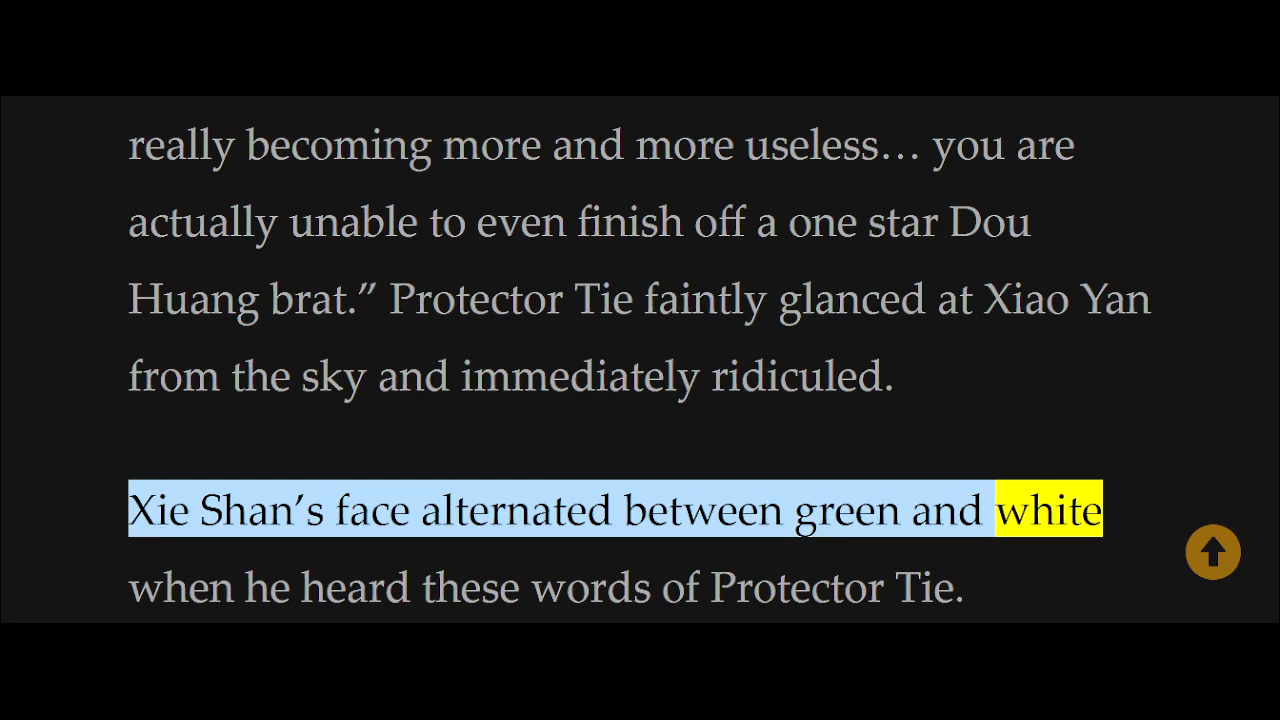 really becoming more and more useless… you are
actually unable to even finish off a one star Dou
Huang brat.” Protector Tie faintly glanced at Xiao Yan
from the sky and immediately ridiculed.
Xie Shan’s face alternated between green and white
when he heard these words of Protector Tie.